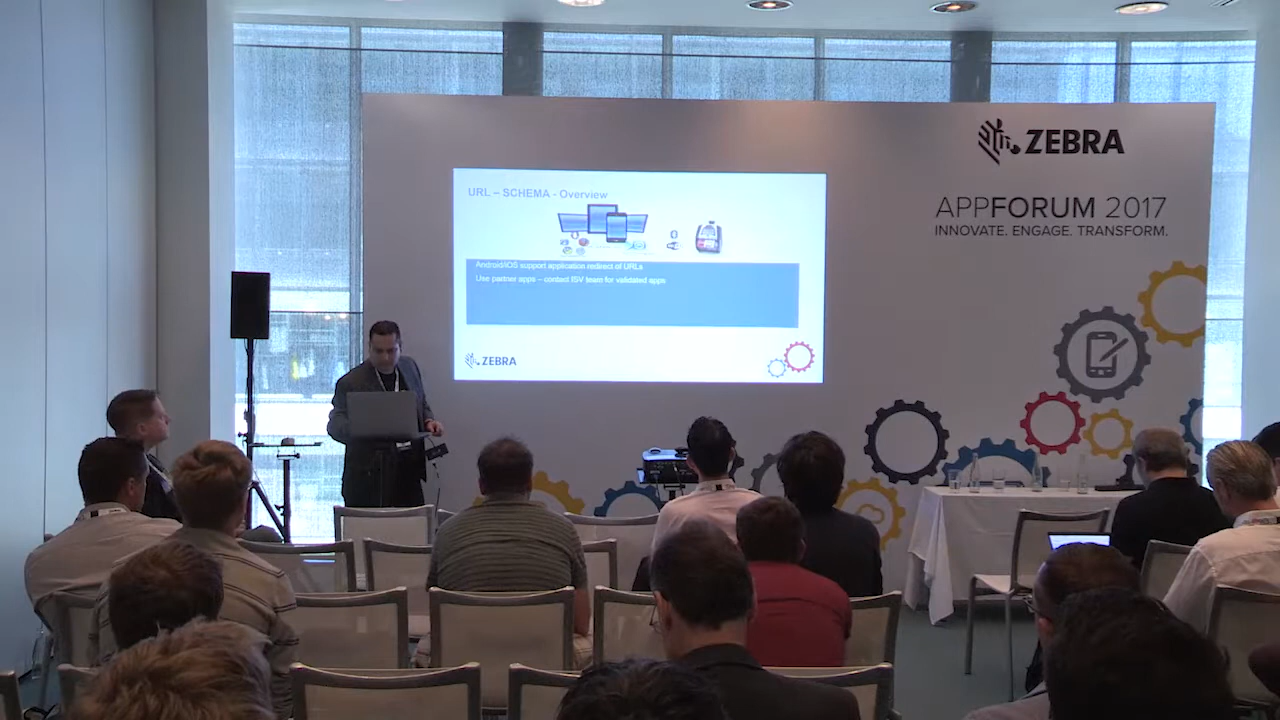 ZEBRA
APPFORUM 2017
INNOVATE. ENGAGE. TRANSFORM.
URL – SCHEMA - Overview
Android/iOS support application redirect of URLs
Use partner apps – contact ISV team for validated apps
ZEBRA